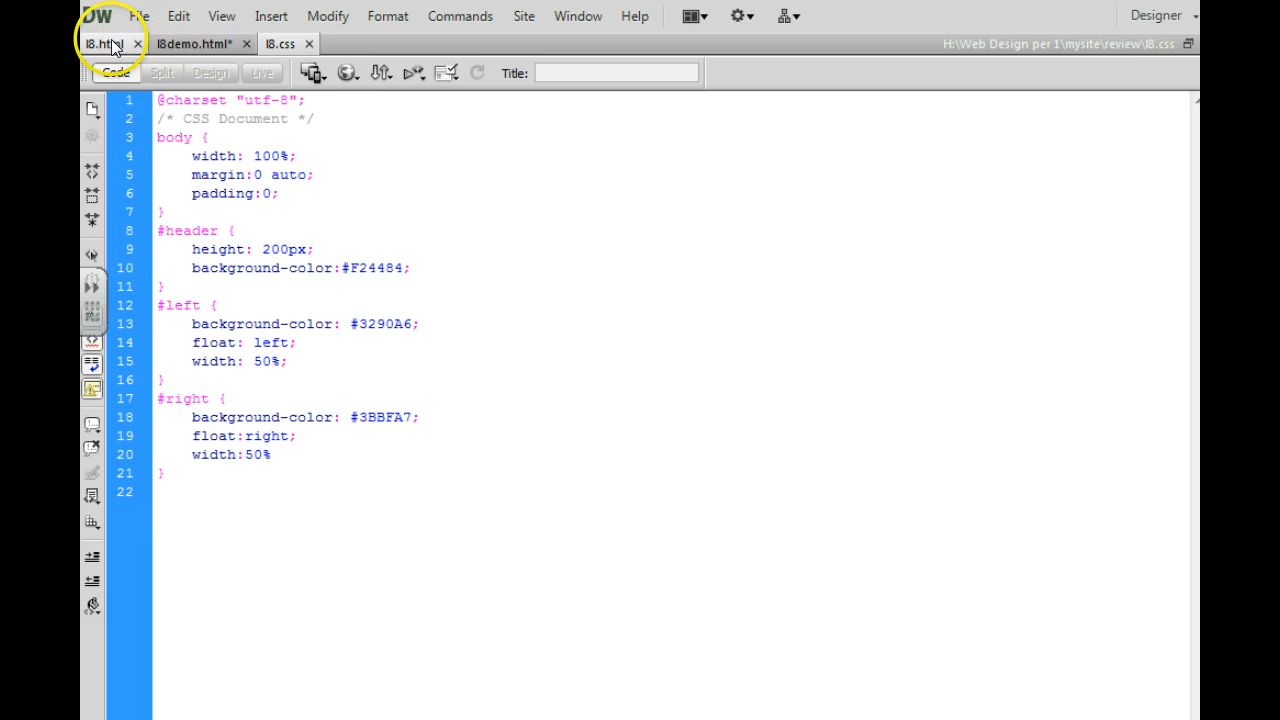 DW File Edit View Insert Modify Format Commands Site Window Help Designer
l8.html l8demo.html* l8.css H:\Web Design per 1\mysite\review\l8.css
Code Split Design Live Title:
1 @charset "utf-8";
2 /* CSS Document */
3 body {
4 width: 100%;
5 margin:0 auto;
6 padding:0;
7 }
8 #header {
9 height: 200px;
10 background-color:#F24484;
11 }
12 #left {
13 background-color: #3290A6;
14 float: left;
15 width: 50%;
16 }
17 #right {
18 background-color: #3BBFA7;
19 float:right;
20 width:50%
21 }
22